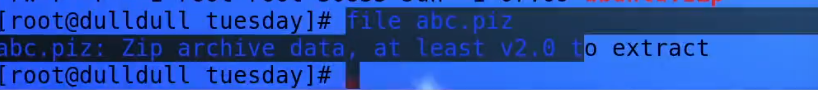 [root@dulldull tuesday]# file abc.piz
abc.piz: Zip archive data, at least v2.0 to extract
[root@dulldull tuesday]#